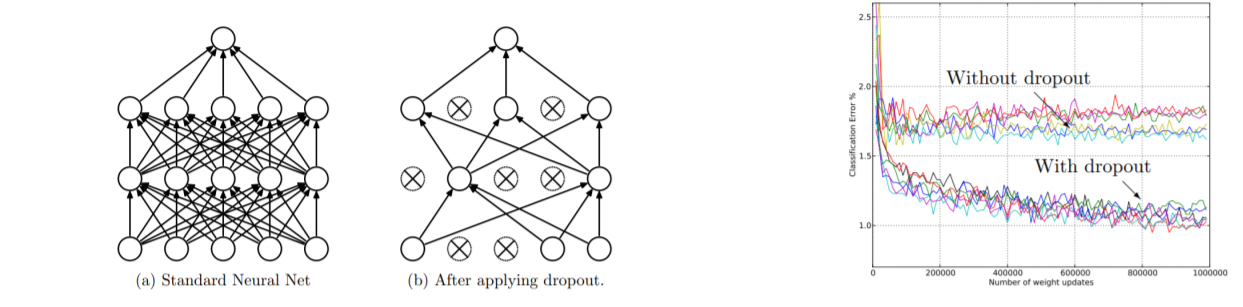 (a) Standard Neural Net
(b) After applying dropout.
Classification Error %
2.5
2.0
1.5
1.0
Without dropout
With dropout
0 200000 400000 600000 800000 1000000
Number of weight updates